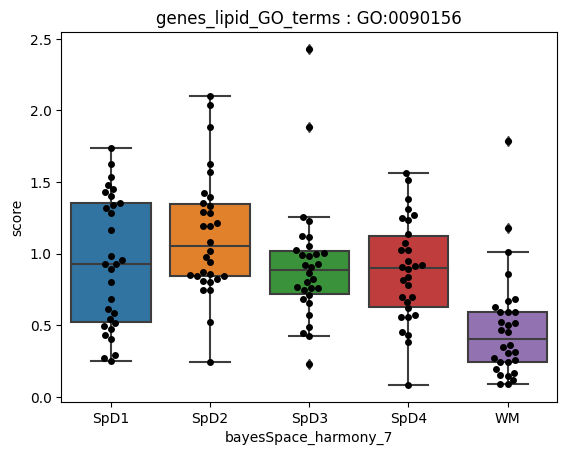 genes_lipid_GO_terms : GO:0090156
2.5
2.0
1.5
1.0
0.5
0.0
score
SpD1 SpD2 SpD3 SpD4 WM
bayesSpace_harmony_7